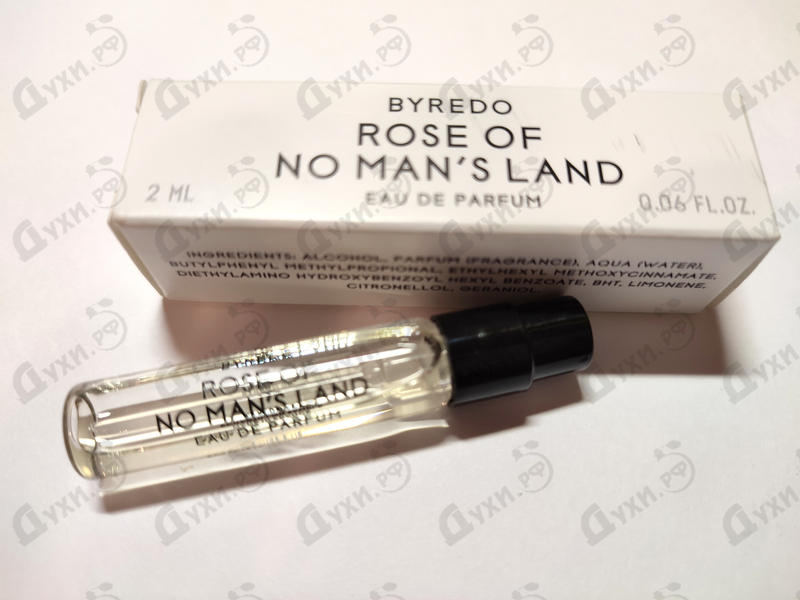 BYREDO
ROSE OF
NO MAN'S LAND
EAU DE PARFUM
2 ML
0.06 FL.OZ.
INGREDIENTS: ALCOHOL, PARFUM (FRAGRANCE), AQUA (WATER),
BUTYLPHENYL METHYLPROPIONAL, ETHYLHEXYL METHOXYCINNAMATE,
DIETHYLAMINO HYDROXYBENZOYL HEXYL BENZOATE, BHT, LIMONENE,
CITRONELLOL, GERANIOL.
ROSE OF
NO MAN'S LAND
EAU DE PARFUM
Духи.рф